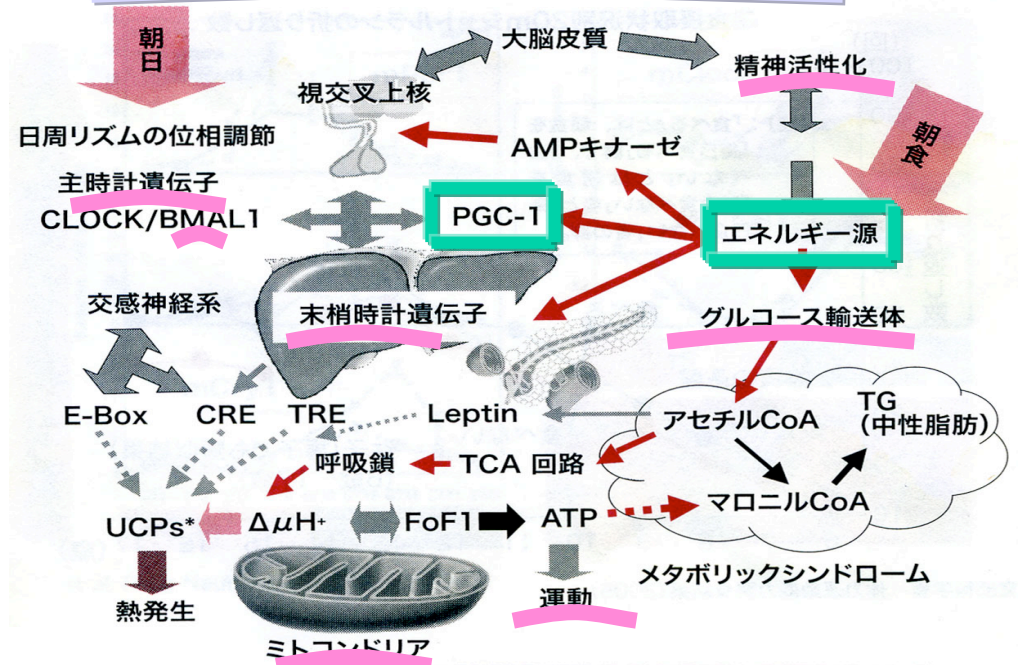 朝日
大脳皮質
精神活性化
視交叉上核
朝食
日周リズムの位相調節
AMPキナーゼ
主時計遺伝子
CLOCK/BMAL1
PGC-1
エネルギー源
交感神経系
末梢時計遺伝子
グルコース輸送体
E-Box
CRE
TRE
Leptin
アセチルCoA
TG
(中性脂肪)
呼吸鎖
TCA 回路
マロニルCoA
UCPs*
ΔμH+
FoF1
ATP
メタボリックシンドローム
熱発生
運動
ミトコンドリア